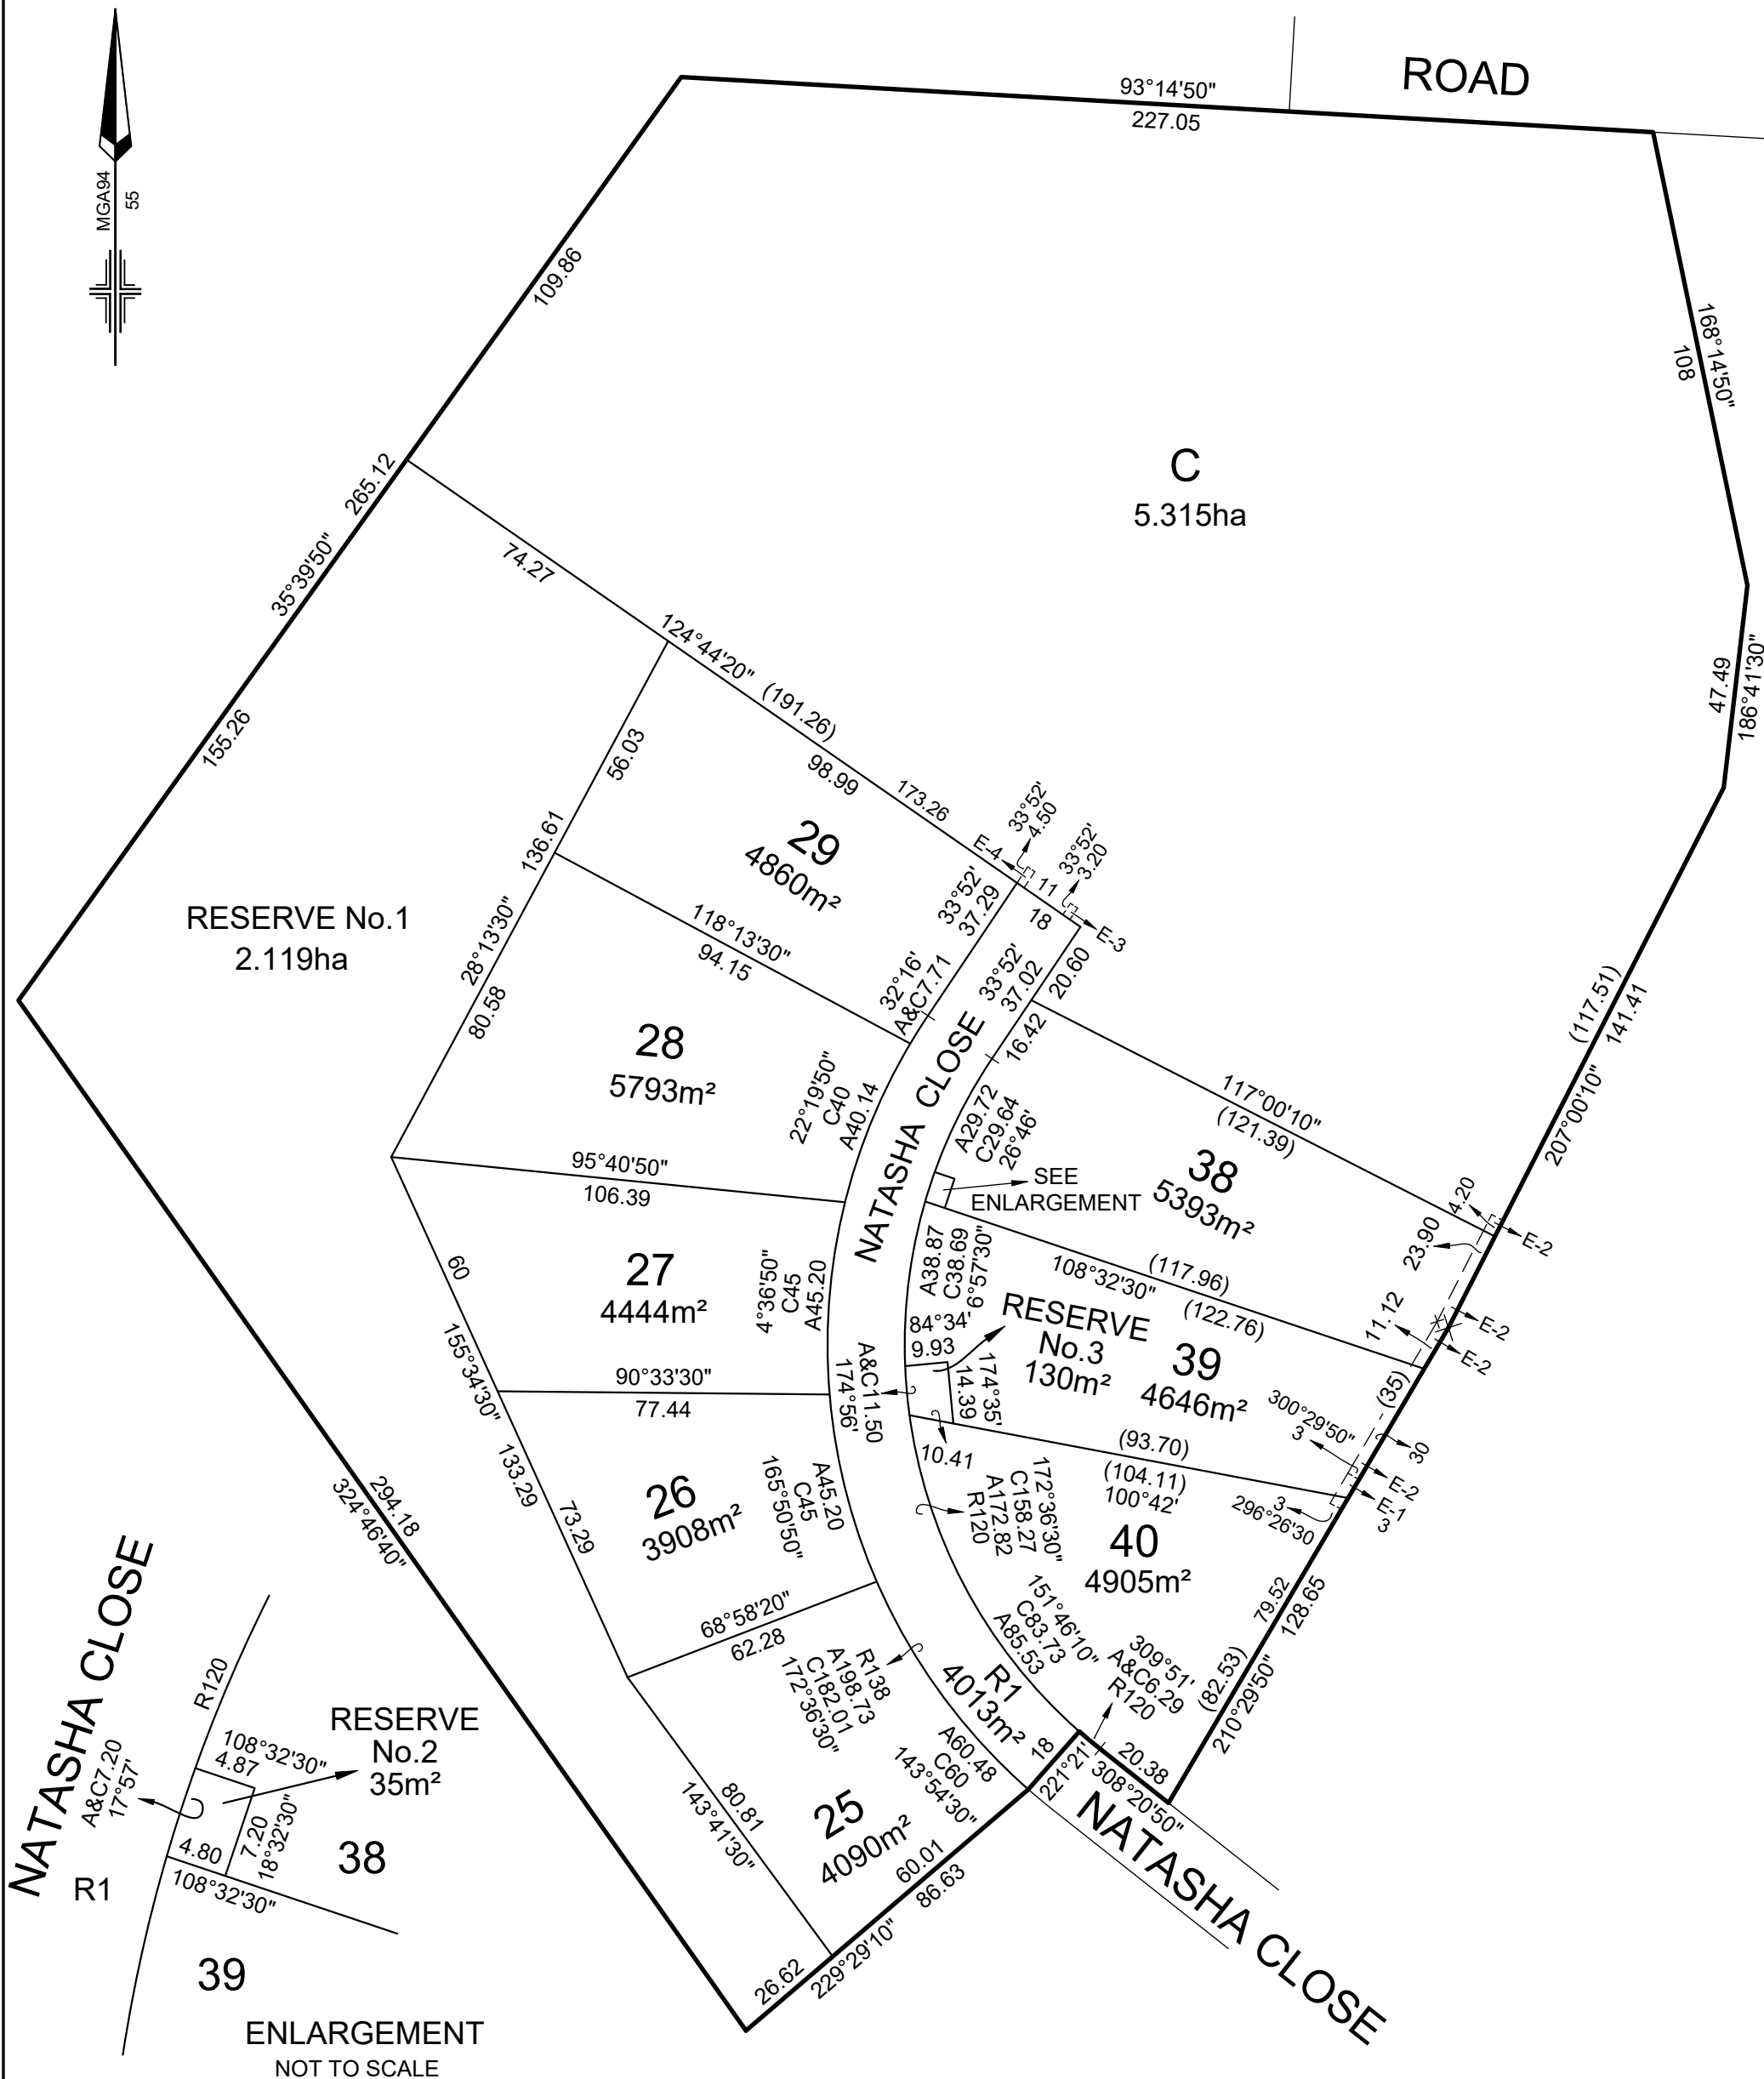 ROAD
93°14'50"
227.05
MGA94
55
109.86
168°14'50"
108
C
5.315ha
265.12
35°39'50"
155.26
74.27
124°44'20" (191.26)
98.99
173.26
47.49
186°41'30"
56.03
136.61
28°13'30"
80.58
29
4860m²
E-4
33°52'
4.50
33°52'
3.20
11
18
E-3
33°52'
37.29
RESERVE No.1
2.119ha
118°13'30"
94.15
32°16'
A&C7.71
33°52'
37.02
20.60
16.42
(117.51)
141.41
207°00'10"
28
5793m²
22°19'50"
C40
A40.14
NATASHA CLOSE
A29.72
C29.64
26°46'
117°00'10"
(121.39)
38
5393m²
SEE
ENLARGEMENT
95°40'50"
106.39
4.20
23.90
E-2
11.12
E-2
E-2
27
4444m²
60
4°36'50"
C45
A45.20
A38.87
C38.69
6°57'30"
(117.96)
108°32'30"
(122.76)
84°34'
9.93
RESERVE
No.3
130m²
39
4646m²
174°35'
14.39
155°34'30"
133.29
90°33'30"
77.44
A&C11.50
174°56'
(35)
300°29'50"
3
30
(93.70)
10.41
(104.11)
100°42'
E-2
E-1
3
3
296°26'30
26
3908m²
73.29
A45.20
C45
165°50'50"
172°36'30"
C158.27
A172.82
R120
40
4905m²
294.18
324°46'40"
68°58'20"
62.28
R138
A198.73
C182.01
172°36'30"
151°46'10"
C83.73
A85.53
309°51'
A&C6.29
R120
79.52
128.65
(82.53)
210°29'50"
R1
4013m²
A60.48
C60
143°54'30"
18
221°21'
20.38
308°20'50"
80.81
143°41'30"
25
4090m²
60.01
86.63
26.62
229°29'10"
NATASHA CLOSE
NATASHA CLOSE
R120
108°32'30"
4.87
RESERVE
No.2
35m²
A&C7.20
17°57'
7.20
18°32'30"
4.80
108°32'30"
R1
38
39
ENLARGEMENT
NOT TO SCALE